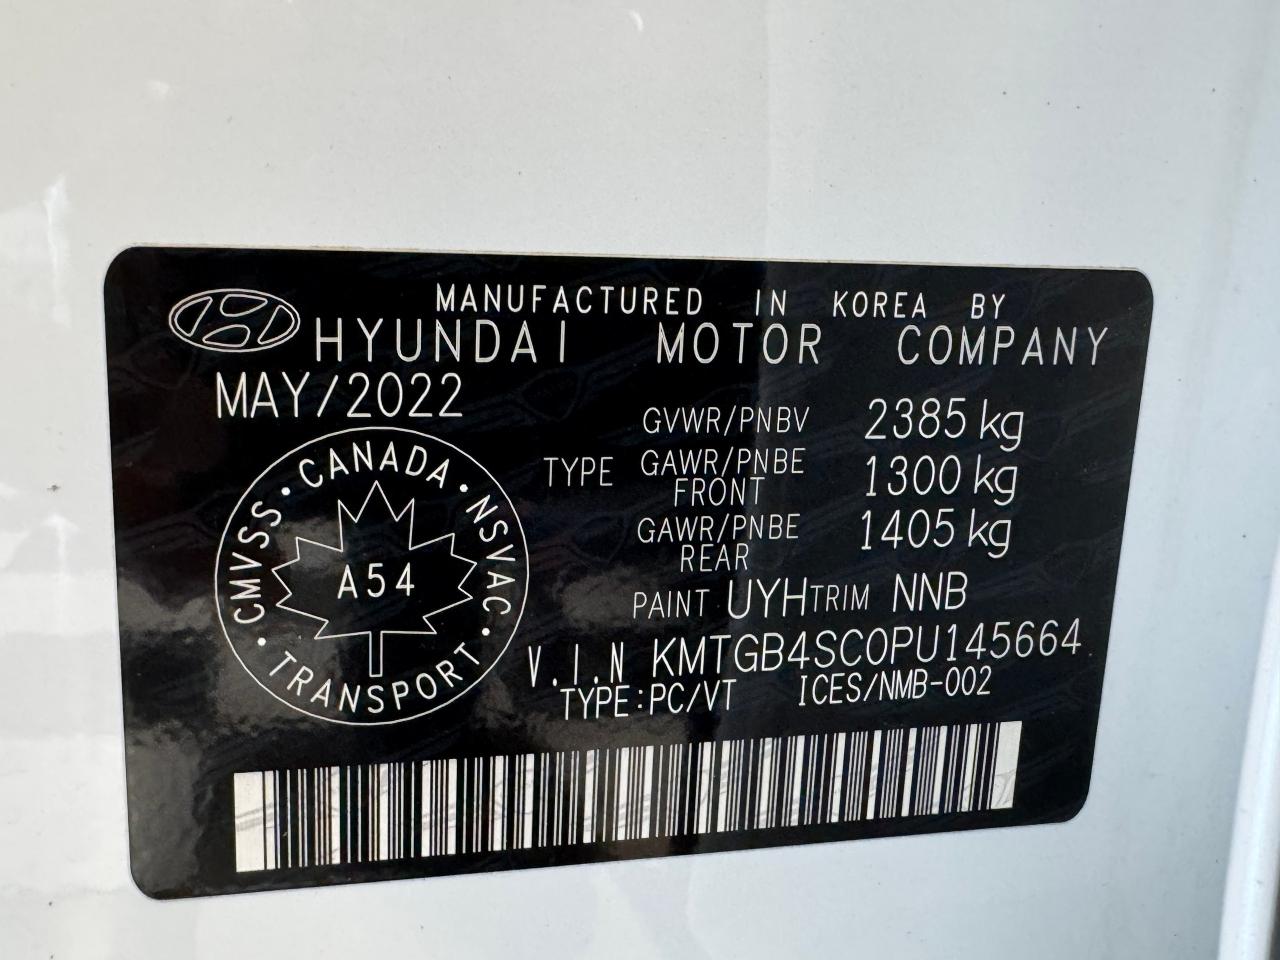 MANUFACTURED IN KOREA BY
HYUNDAI MOTOR COMPANY
MAY/2022
GVWR/PNBV 2385 kg
TYPE GAWR/PNBE FRONT 1300 kg
GAWR/PNBE REAR 1405 kg
PAINT UYH TRIM NNB
V.I.N KMTGB4SC0PU145664
TYPE:PC/VT ICES/NMB-002
CANADA · NSVAC · TRANSPORT · CMVSS ·
A54